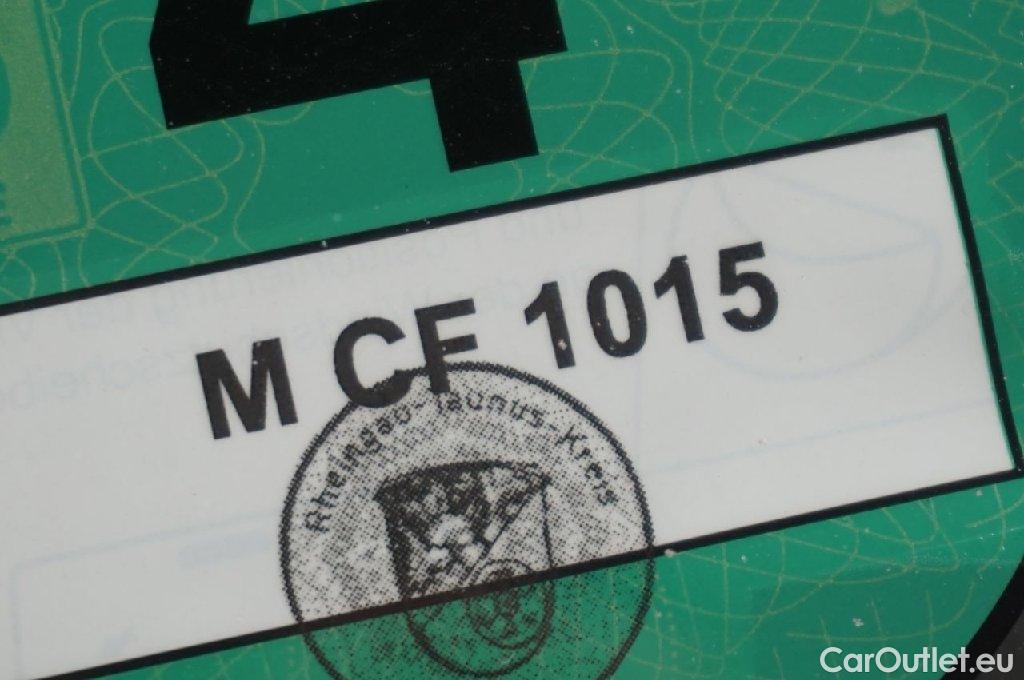 4
M CF 1015
Rheingau-Taunus-Kreis
CarOutlet.eu